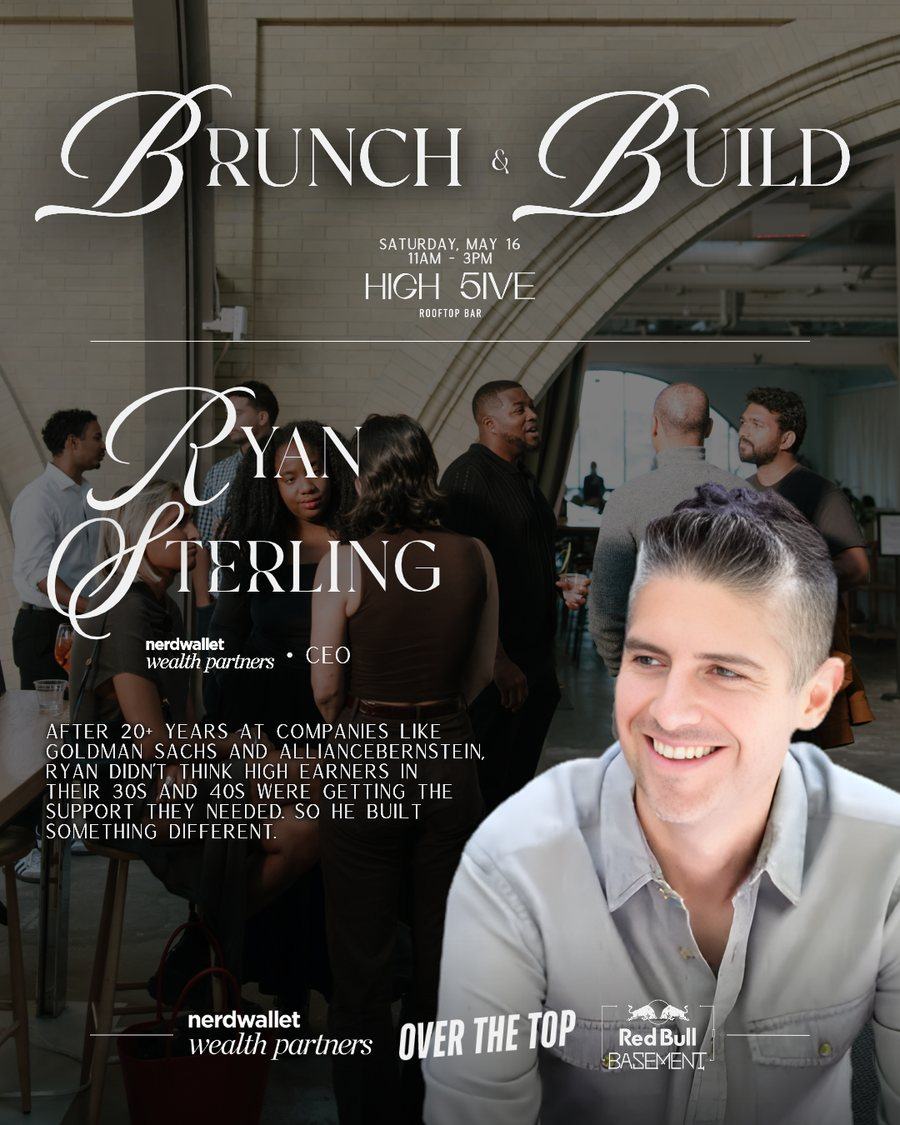 BRUNCH & BUILD
SATURDAY, MAY 16
11AM - 3PM
HIGH 5IVE
ROOFTOP BAR
RYAN
STERLING
nerdwallet
wealth partners • CEO
AFTER 20+ YEARS AT COMPANIES LIKE
GOLDMAN SACHS AND ALLIANCEBERNSTEIN,
RYAN DIDN'T THINK HIGH EARNERS IN
THEIR 30S AND 40S WERE GETTING THE
SUPPORT THEY NEEDED. SO HE BUILT
SOMETHING DIFFERENT.
nerdwallet
wealth partners
OVER THE TOP
Red Bull
BASEMENT